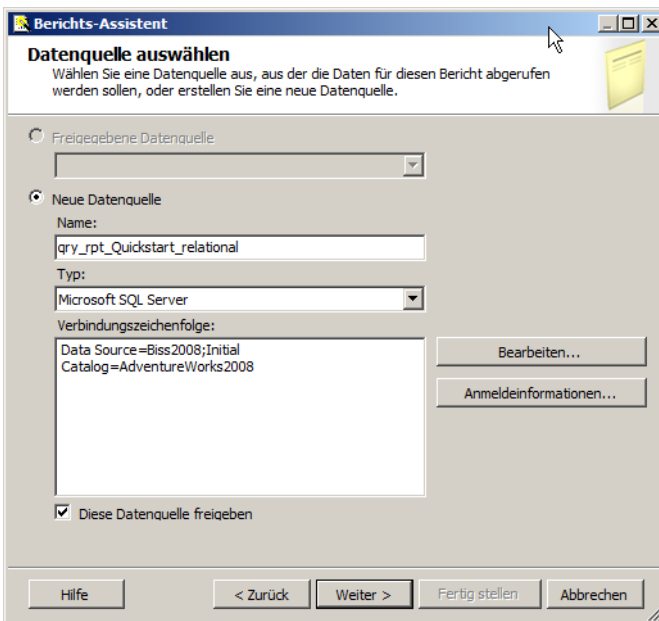 Berichts-Assistent
Datenquelle auswählen
Wählen Sie eine Datenquelle aus, aus der die Daten für diesen Bericht abgerufen
werden sollen, oder erstellen Sie eine neue Datenquelle.
Freigegebene Datenquelle
Neue Datenquelle
Name:
qry_rpt_Quickstart_relational
Typ:
Microsoft SQL Server
Verbindungszeichenfolge:
Data Source=Biss2008;Initial
Catalog=AdventureWorks2008
Bearbeiten...
Anmeldeinformationen...
Diese Datenquelle freigeben
Hilfe
< Zurück
Weiter >
Fertig stellen
Abbrechen